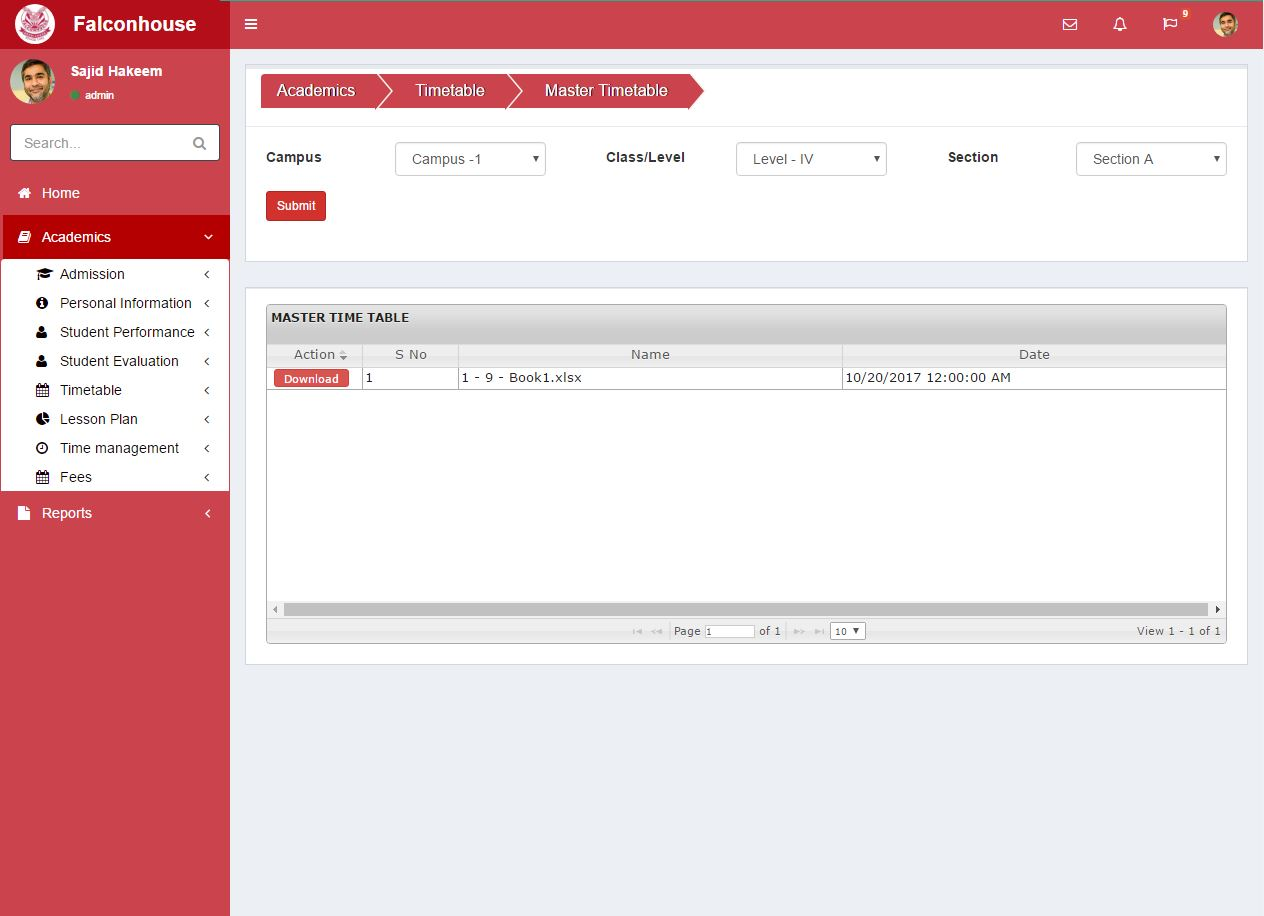 Falconhouse
9
Sajid Hakeem
admin
Search...
Home
Academics
Admission
Personal Information
Student Performance
Student Evaluation
Timetable
Lesson Plan
Time management
Fees
Reports
Academics Timetable Master Timetable
Campus Campus -1 Class/Level Level - IV Section Section A
Submit
MASTER TIME TABLE
Action S No Name Date
Download 1 1 - 9 - Book1.xlsx 10/20/2017 12:00:00 AM
Page 1 of 1 10 View 1 - 1 of 1